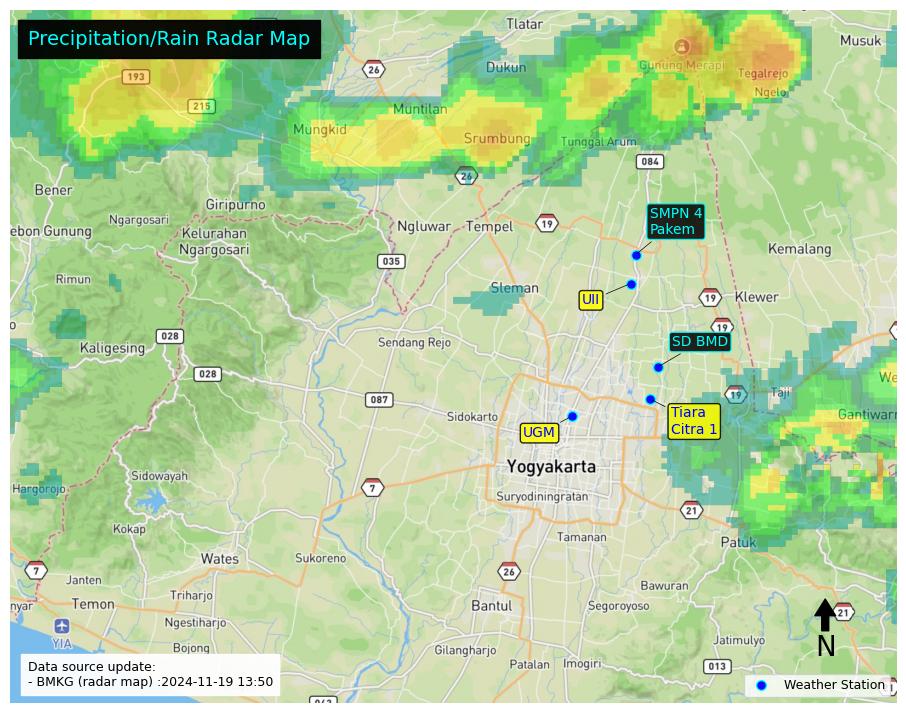 Precipitation/Rain Radar Map
Tlatar
Musuk
26
Dukun
Gunung Merapi
Tegalrejo
193
Ngelo
215
Muntilan
Mungkid
Srumbung
Tunggal Arum
084
26
Bener
Giripurno
SMPN 4
Pakem
Ngargosari
ebon Gunung
Kelurahan
Ngargosari
Ngluwar
Tempel
19
Kemalang
035
Rimun
Sleman
UII
19
Klewer
19
028
Sendang Rejo
SD BMD
Kaligesing
028
We
087
19
Taji
Sidokarto
Tiara
Citra 1
Gantiwarn
UGM
Yogyakarta
Sidowayah
Hargorojo
7
Suryodiningratan
21
Kokap
Tamanan
Patuk
Wates
Sukoreno
7
26
Janten
Bawuran
Triharjo
nyar
Temon
Bantul
Segoroyoso
21
Ngestiharjo
YIA
N
Jatimulyo
Bojong
Gilangharjo
Patalan
Imogiri
013
Data source update:
- BMKG (radar map) :2024-11-19 13:50
Weather Station